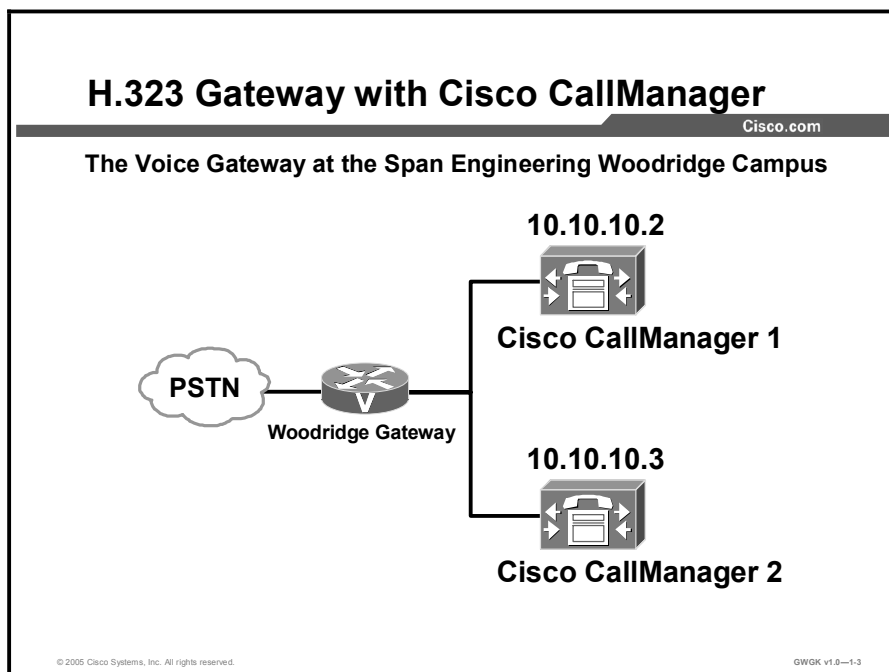 H.323 Gateway with Cisco CallManager
Cisco.com
The Voice Gateway at the Span Engineering Woodridge Campus
10.10.10.2
Cisco CallManager 1
PSTN
V
Woodridge Gateway
10.10.10.3
Cisco CallManager 2
© 2005 Cisco Systems, Inc. All rights reserved.
GWGK v1.0—1-3